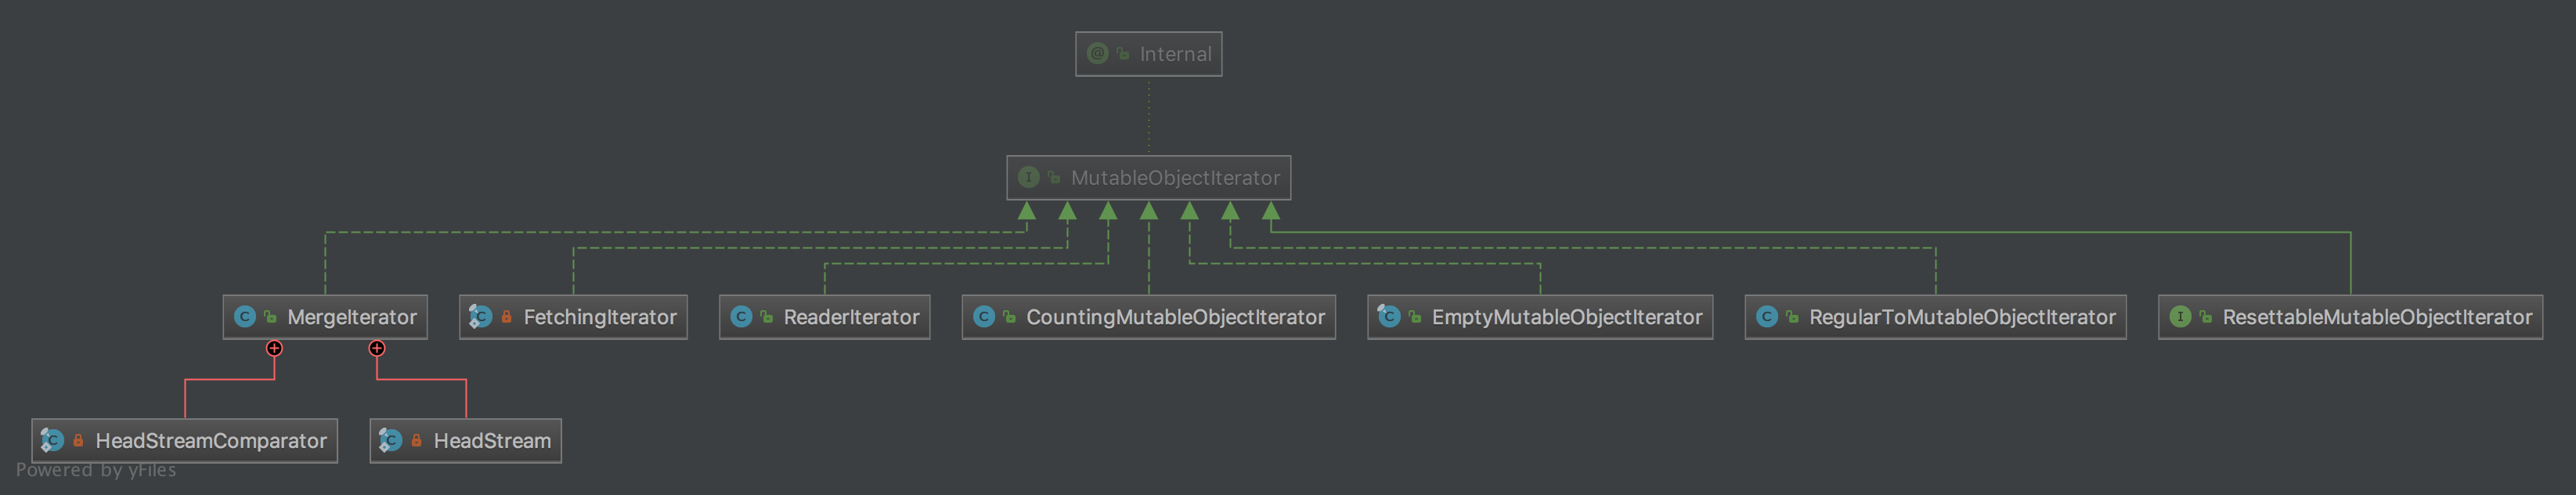 Internal
MutableObjectIterator
MergeIterator
FetchingIterator
ReaderIterator
CountingMutableObjectIterator
EmptyMutableObjectIterator
RegularToMutableObjectIterator
ResettableMutableObjectIterator
HeadStreamComparator
HeadStream
Powered by yFiles